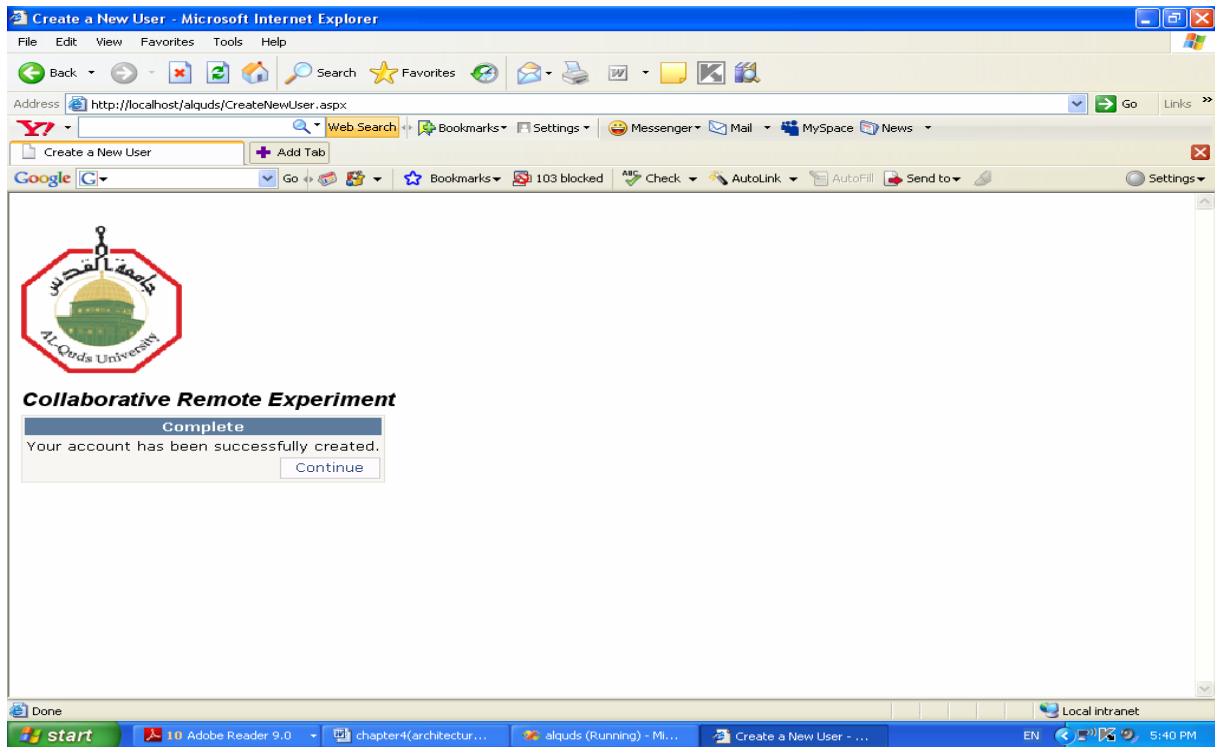 Create a New User - Microsoft Internet Explorer
File Edit View Favorites Tools Help
Back Search Favorites
Address http://localhost/alquds/CreateNewUser.aspx Go Links »
Y! Web Search Bookmarks Settings Messenger Mail MySpace News
Create a New User Add Tab
Google G Go Bookmarks 103 blocked ABC Check AutoLink AutoFill Send to Settings
جامعة القدس
AL-Quds University
Collaborative Remote Experiment
Complete
Your account has been successfully created.
Continue
Done Local intranet
start 10 Adobe Reader 9.0 chapter4(architectur... alquds (Running) - Mi... Create a New User - ... EN 5:40 PM